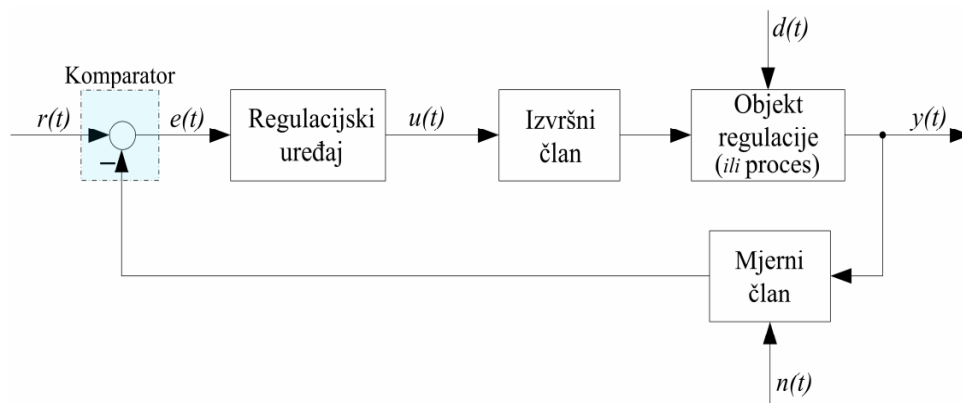 d(t)
Komparator
r(t)
e(t)
Regulacijski
uređaj
u(t)
Izvršni
član
Objekt
regulacije
(ili proces)
y(t)
–
Mjerni
član
n(t)